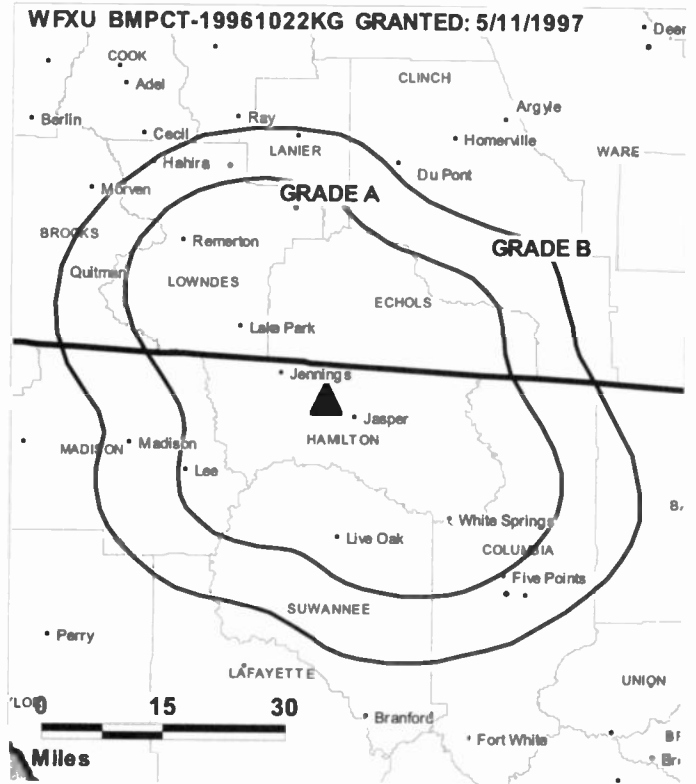 WFXU BMPCT-19961022KG GRANTED: 5/11/1997
Deer
COOK
Adel
CLINCH
Argyle
Berlin
Ray
Cecil
Homerville
LANIER
WARE
Hahira
Du Pont
Morven
GRADE A
BROOKS
Remerton
GRADE B
Quitman
LOWNDES
ECHOLS
Lake Park
Jennings
Jasper
HAMILTON
MADISON
Madison
Lee
White Springs
Live Oak
COLUMBIA
Five Points
SUWANNEE
Perry
LAFAYETTE
UNION
0 15 30
Branford
Fort White
Miles